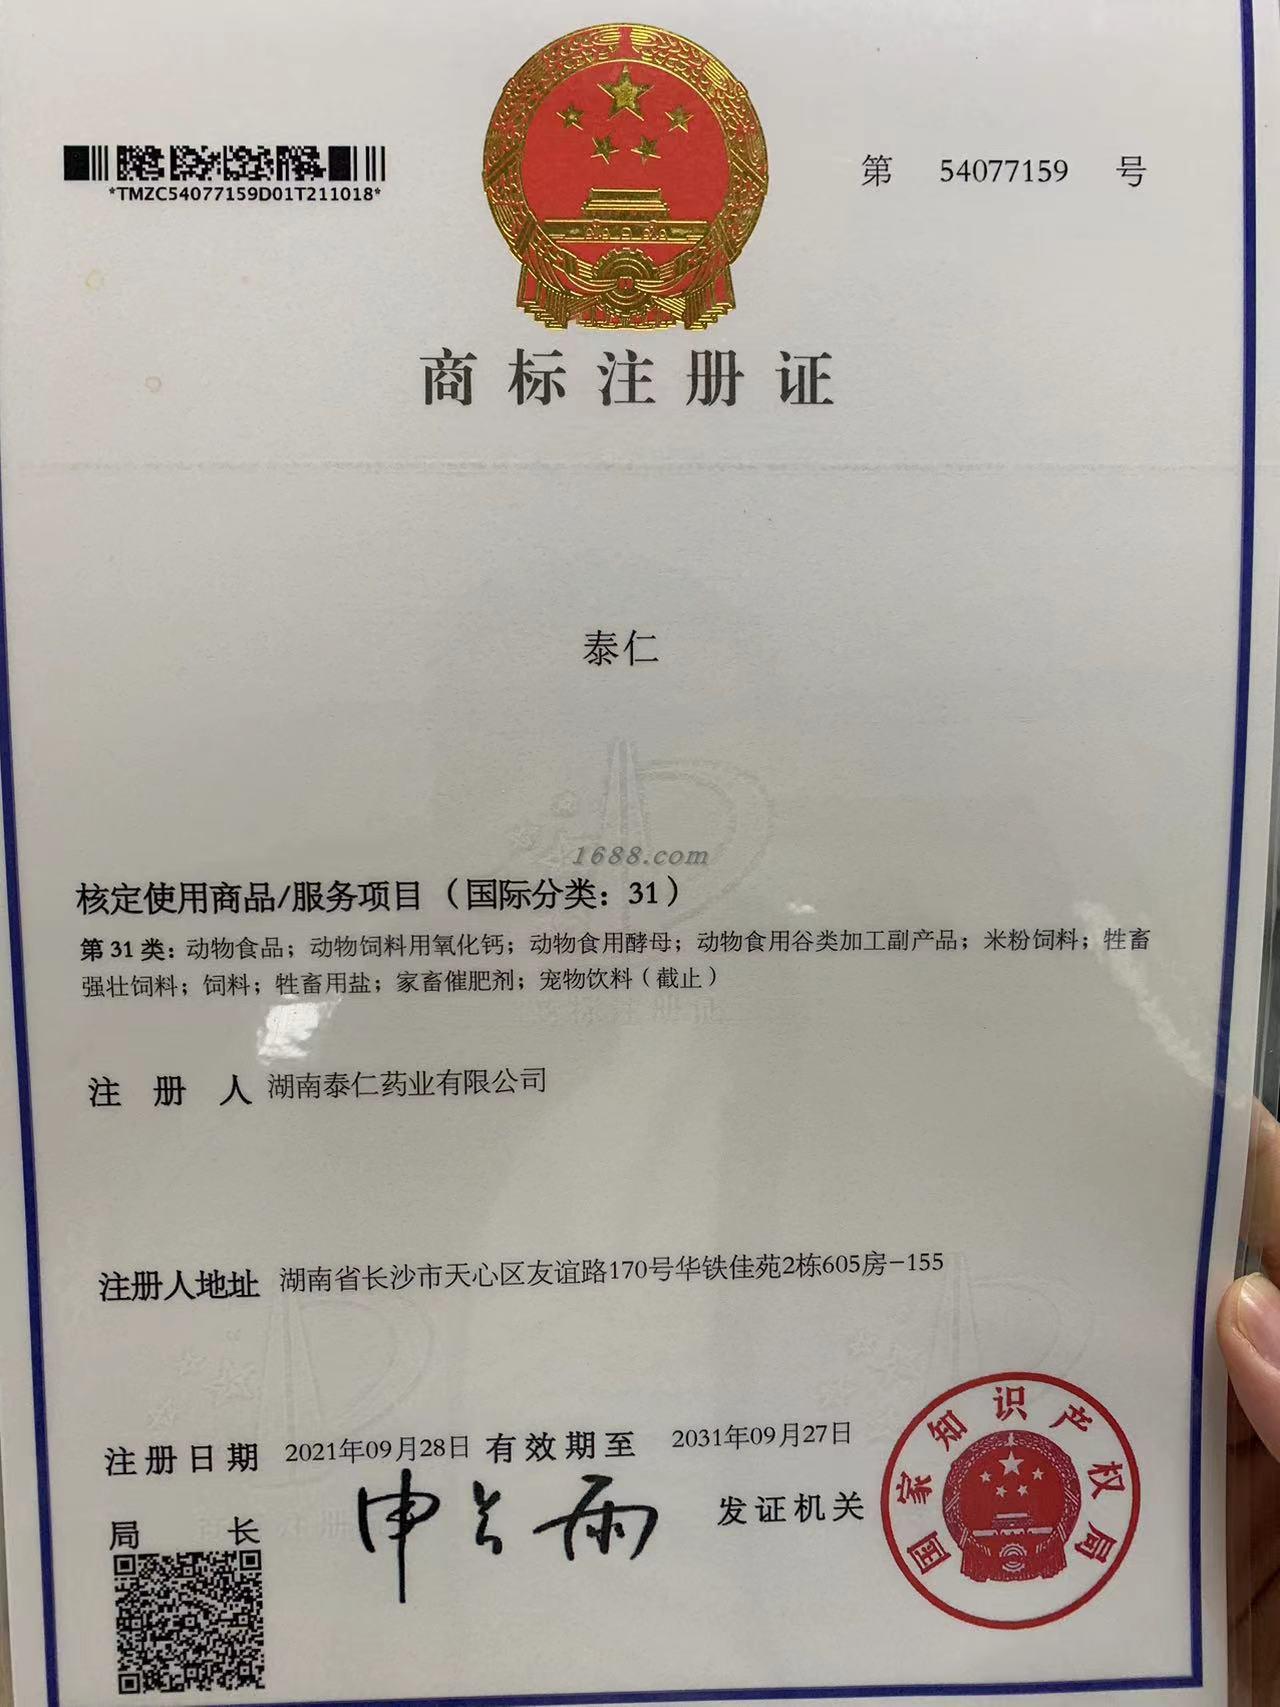 *TMZC54077159D01T211018*
第 54077159 号
商标注册证
泰仁
1688.com
核定使用商品/服务项目（国际分类：31）
第31类：动物食品；动物饲料用氧化钙；动物食用酵母；动物食用谷类加工副产品；米粉饲料；牲畜
强壮饲料；饲料；牲畜用盐；家畜催肥剂；宠物饮料（截止）
商标注册证
注册人 湖南泰仁药业有限公司
注册人地址 湖南省长沙市天心区友谊路170号华铁佳苑2栋605房-155
注册日期 2021年09月28日 有效期至 2031年09月27日
局长 申长雨 发证机关
国家知识产权局